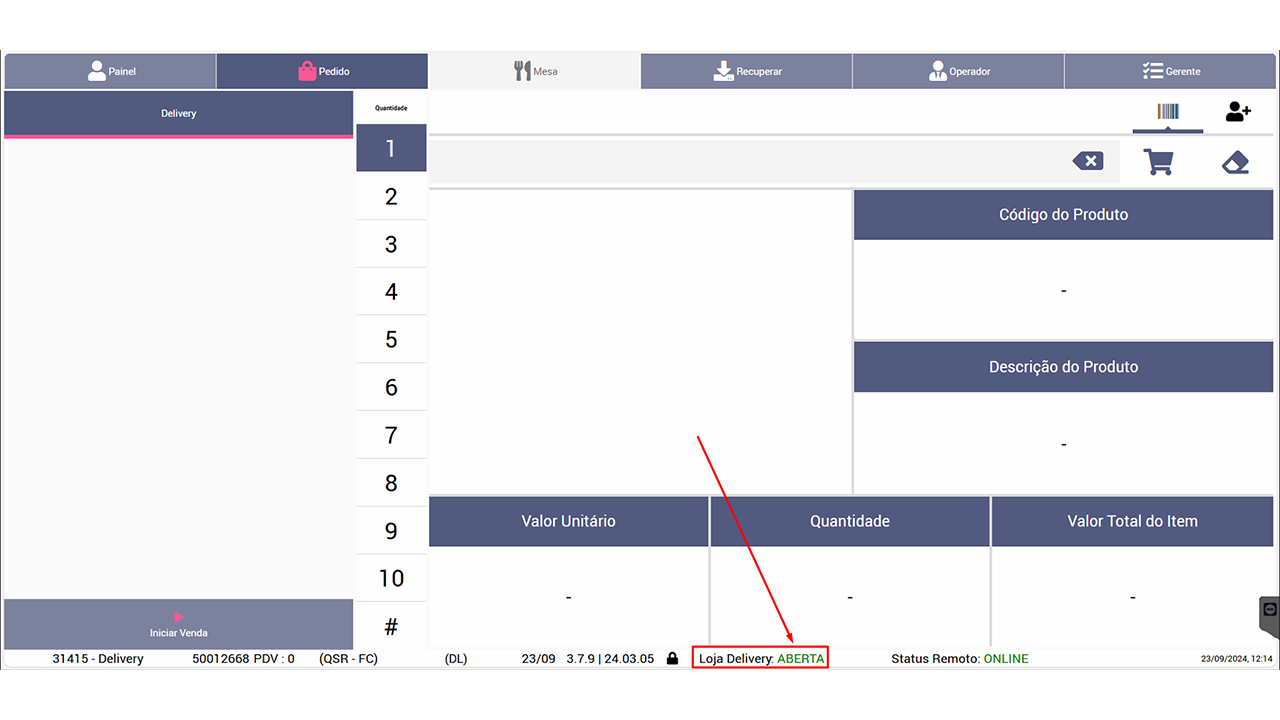 Painel
Pedido
Mesa
Recuperar
Operador
Gerente
Delivery
Quantidade
1
2
3
4
5
6
7
8
9
10
#
Código do Produto
-
Descrição do Produto
-
Valor Unitário
Quantidade
Valor Total do Item
-
-
-
Iniciar Venda
31415 - Delivery 50012668 PDV : 0 (QSR - FC) (DL) 23/09 3.7.9 | 24.03.05 Loja Delivery: ABERTA Status Remoto: ONLINE 23/09/2024, 12:14